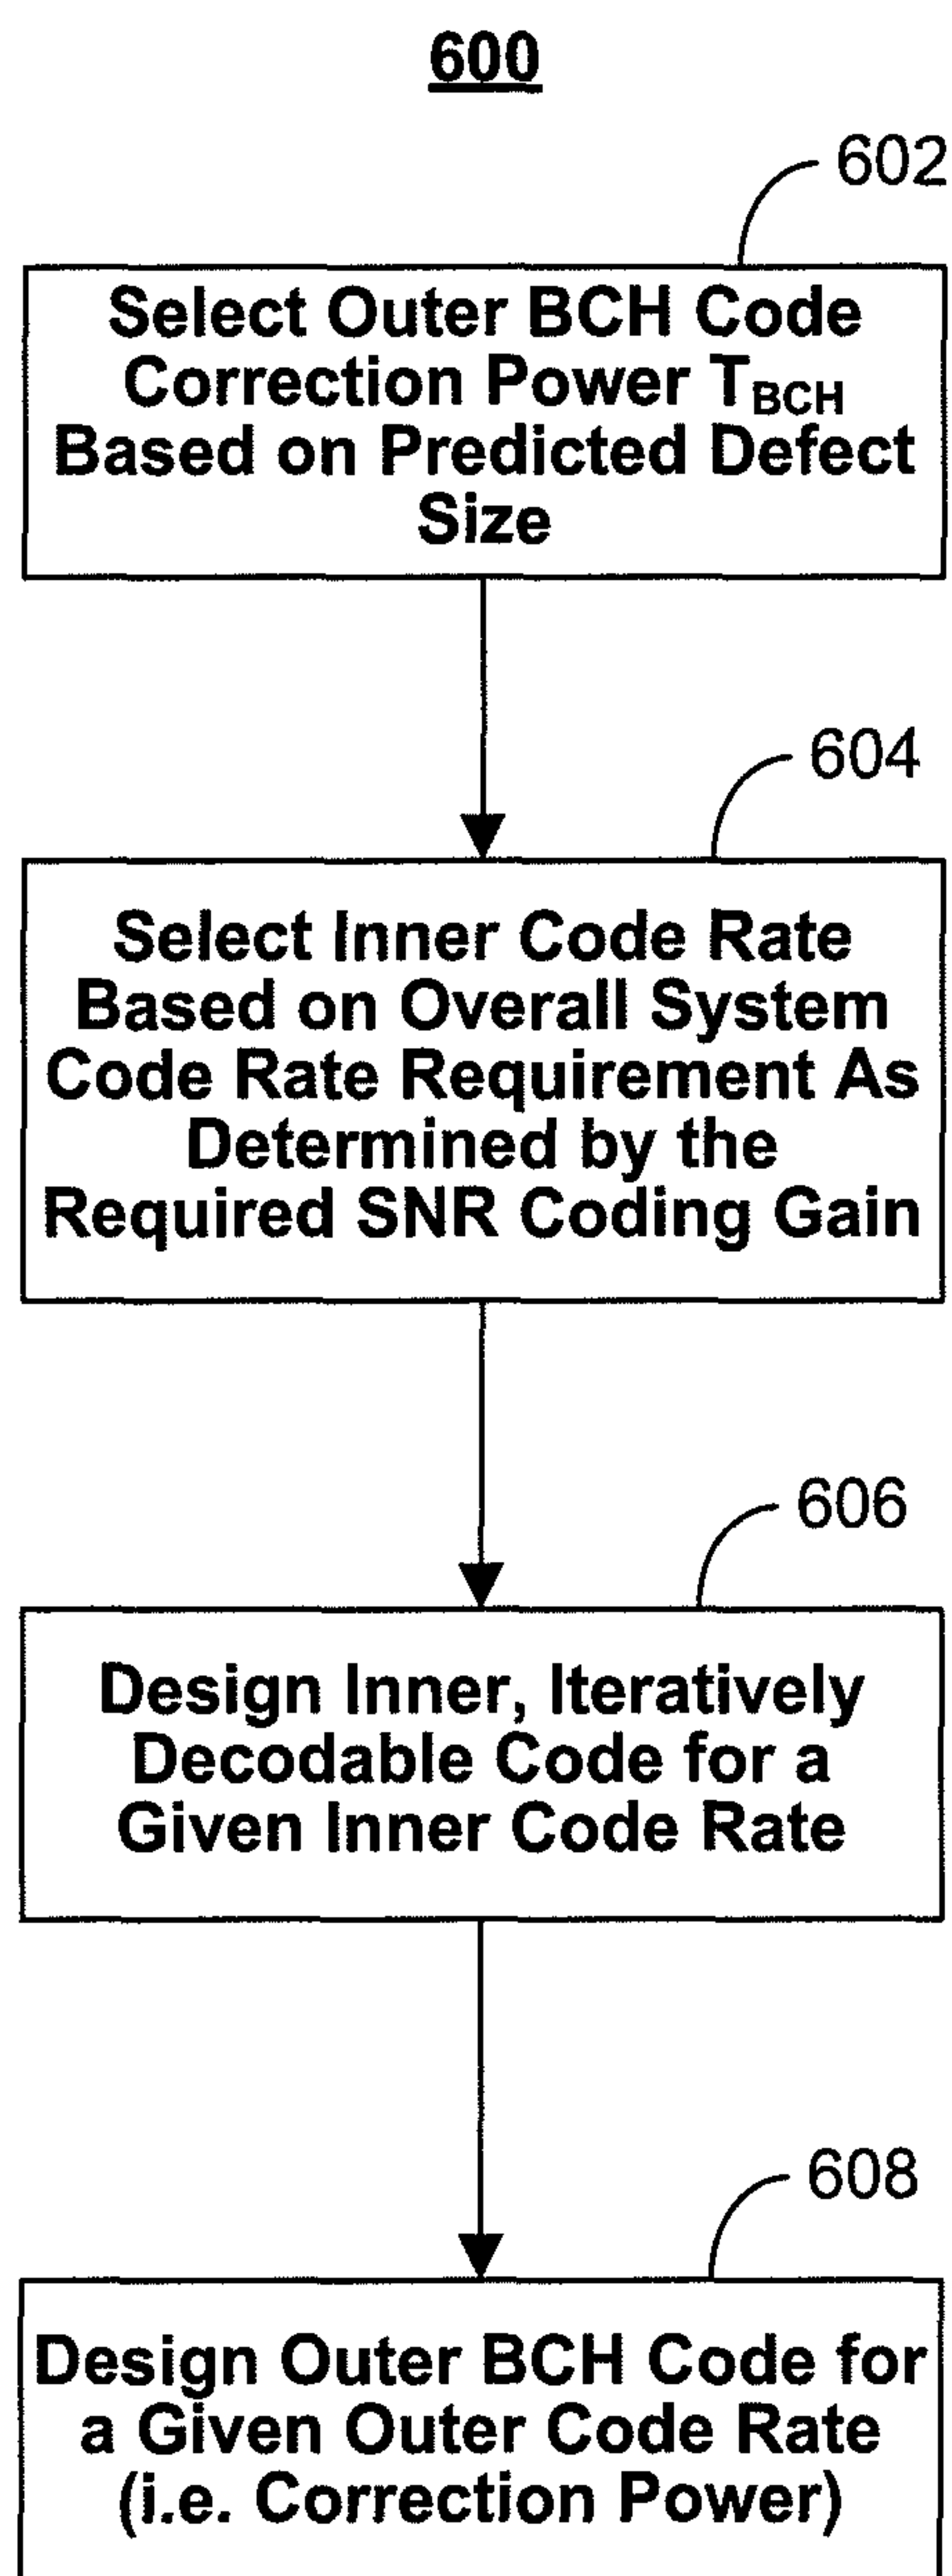 600
602
Select Outer BCH Code
Correction Power T_BCH
Based on Predicted Defect
Size
604
Select Inner Code Rate
Based on Overall System
Code Rate Requirement As
Determined by the
Required SNR Coding Gain
606
Design Inner, Iteratively
Decodable Code for a
Given Inner Code Rate
608
Design Outer BCH Code for
a Given Outer Code Rate
(i.e. Correction Power)